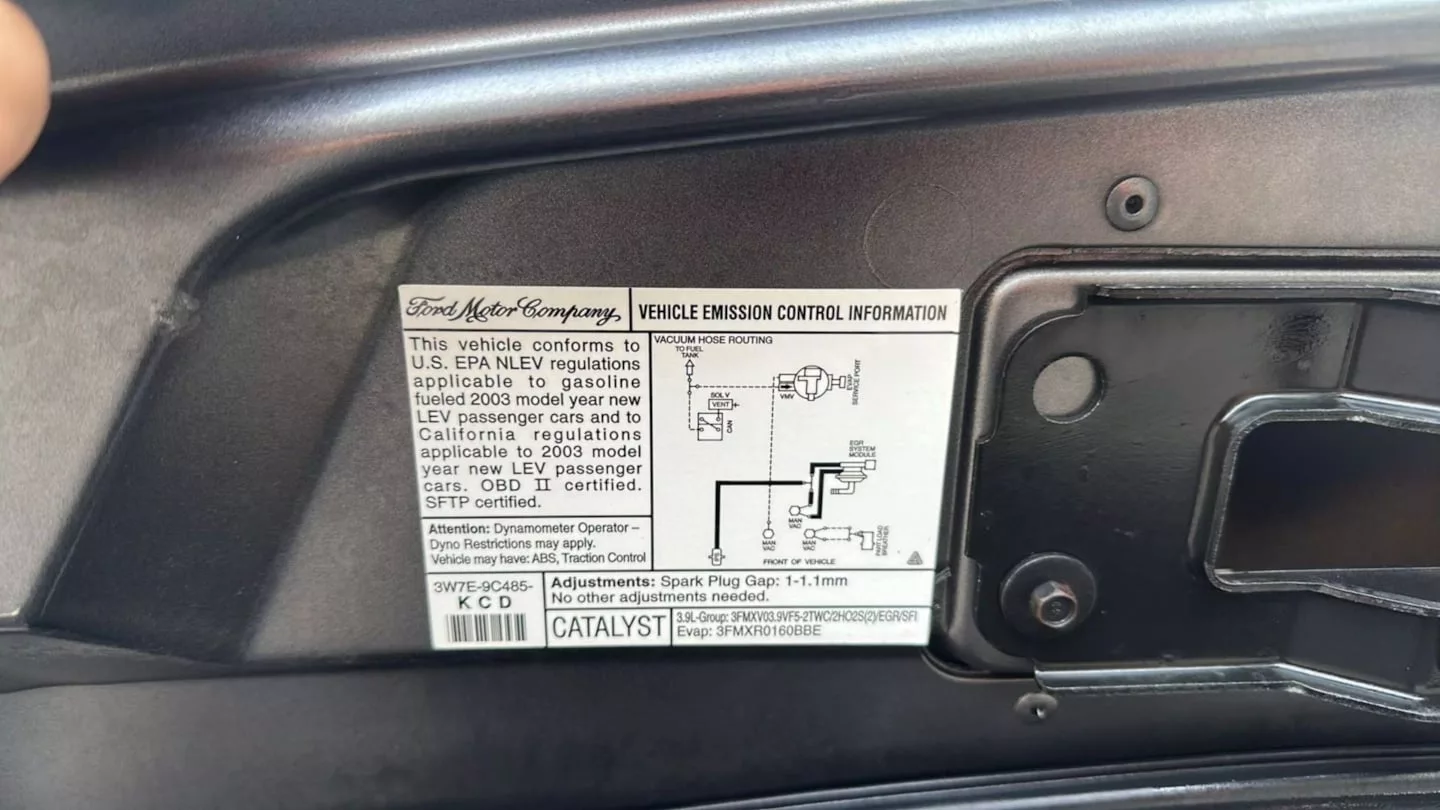 Ford Motor Company
VEHICLE EMISSION CONTROL INFORMATION
This vehicle conforms to
U.S. EPA NLEV regulations
applicable to gasoline
fueled 2003 model year new
LEV passenger cars and to
California regulations
applicable to 2003 model
year new LEV passenger
cars. OBD II certified.
SFTP certified.
Attention: Dynamometer Operator –
Dyno Restrictions may apply.
Vehicle may have: ABS, Traction Control
VACUUM HOSE ROUTING
TO FUEL
TANK
SOL V
VENT
CAN
VMV
EVAP
SERVICE PORT
EGR
SYSTEM
MODULE
MAN
VAC
MAN
VAC
MAN
VAC
PART LOAD
BREATHER
FRONT OF VEHICLE
3W7E-9C485-
K C D
Adjustments: Spark Plug Gap: 1-1.1mm
No other adjustments needed.
CATALYST
3.9L-Group: 3FMXV03.9VF5-2TWC/2HO2S(2)/EGR/SFI
Evap: 3FMXR0160BBE